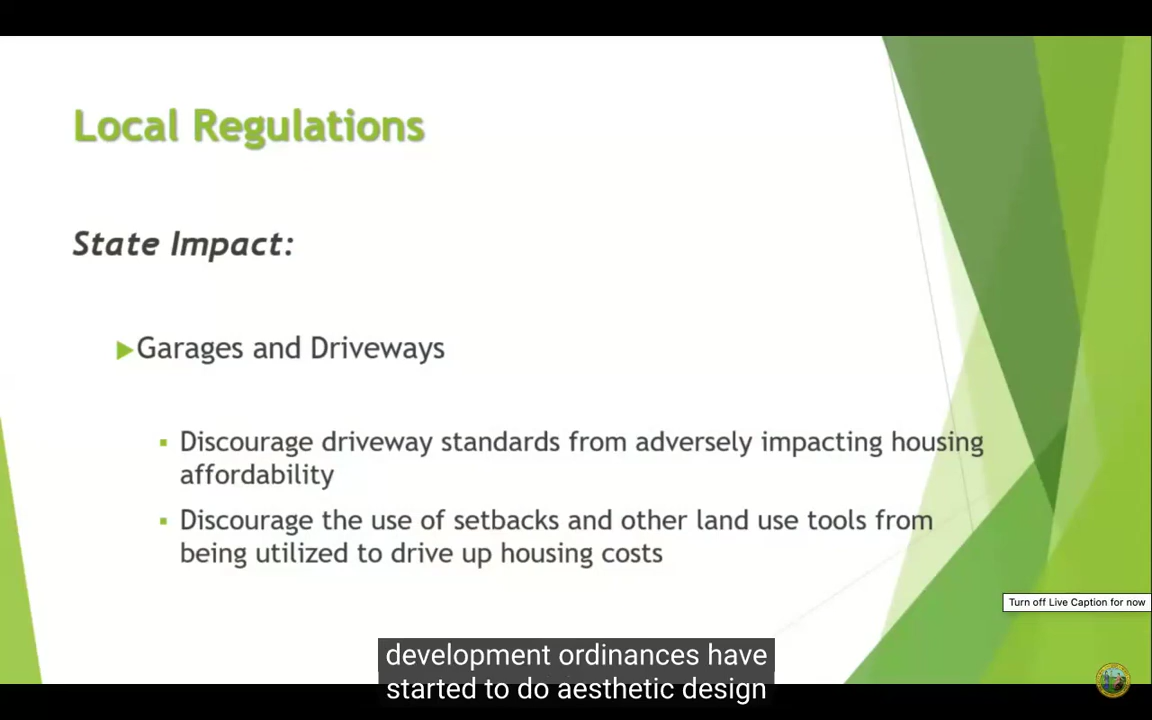 Local Regulations
State Impact:
Garages and Driveways
Discourage driveway standards from adversely impacting housing
affordability
Discourage the use of setbacks and other land use tools from
being utilized to drive up housing costs
Turn off Live Caption for now
development ordinances have
started to do aesthetic design